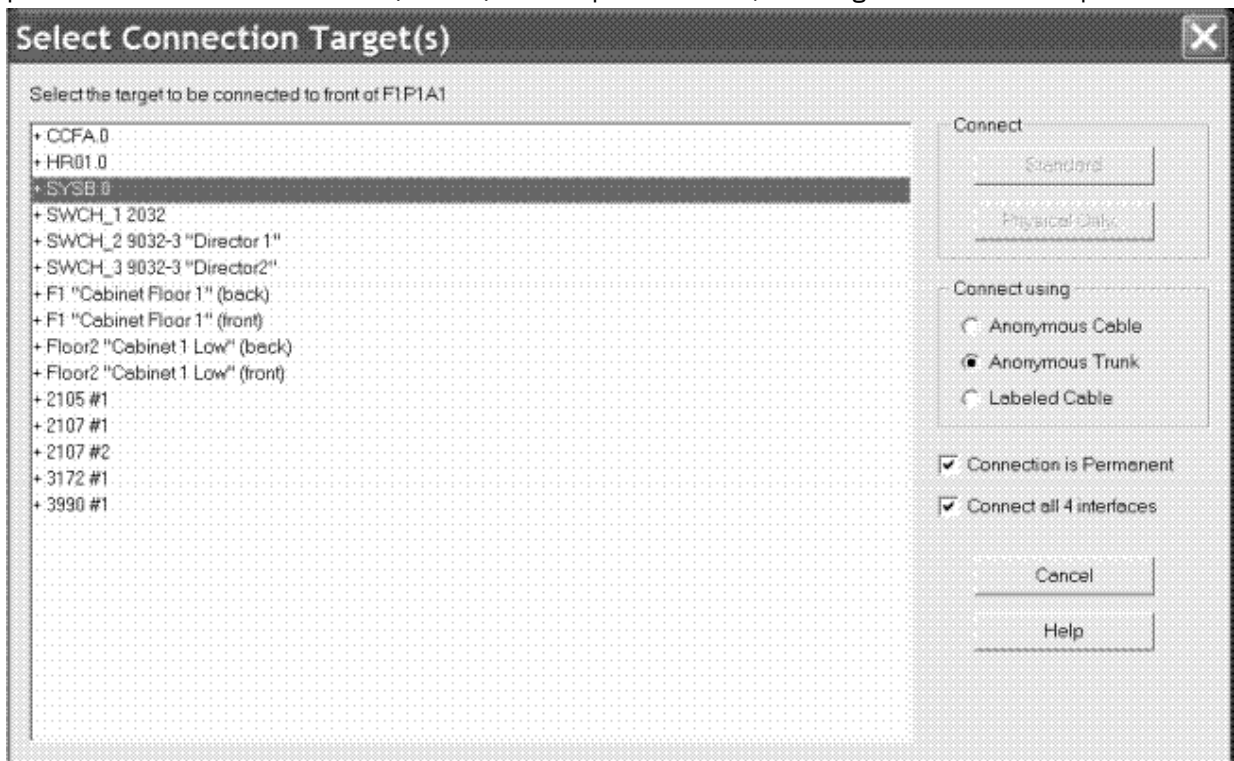 Select Connection Target(s)
Select the target to be connected to front of F1P1A1
+ CCFA.0
+ HR01.0
+ SYSB.0
+ SWCH_1 2032
+ SWCH_2 9032-3 "Director 1"
+ SWCH_3 9032-3 "Director2"
+ F1 "Cabinet Floor 1" (back)
+ F1 "Cabinet Floor 1" (front)
+ Floor2 "Cabinet 1 Low" (back)
+ Floor2 "Cabinet 1 Low" (front)
+ 2105 #1
+ 2107 #1
+ 2107 #2
+ 3172 #1
+ 3990 #1
Connect
Standard
Physical Only
Connect using
Anonymous Cable
Anonymous Trunk
Labeled Cable
Connection is Permanent
Connect all 4 interfaces
Cancel
Help